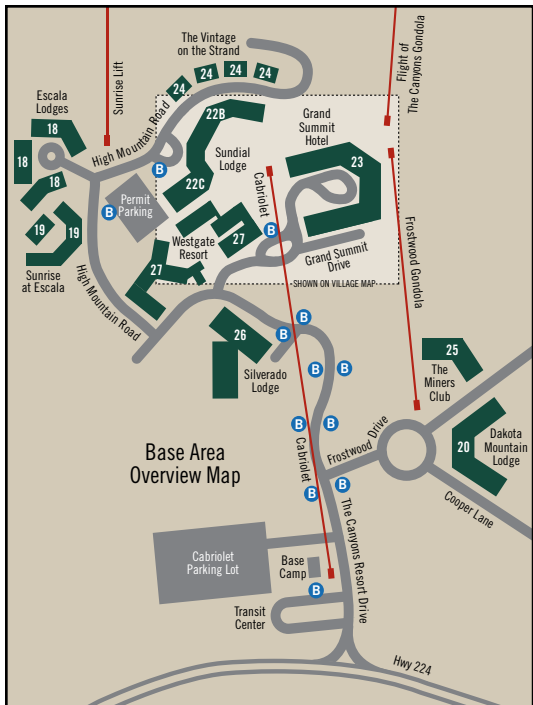 The Vintage
on the Strand
24
24
24
24
Sunrise Lift
Flight of
The Canyons Gondola
Escala
Lodges
18
18
18
High Mountain Road
B
22B
Grand
Summit
Hotel
23
Sundial
Lodge
22C
Cabriolet
Permit
Parking
B
B
19
19
Westgate
Resort
27
27
Grand Summit
Drive
Frostwood Gondola
Sunrise
at Escala
High Mountain Road
SHOWN ON VILLAGE MAP
26
B
B
Silverado
Lodge
B
B
25
The
Miners
Club
B
B
Cabriolet
Frostwood Drive
20
Dakota
Mountain
Lodge
Base Area
Overview Map
B
B
Cooper Lane
The Canyons Resort Drive
Cabriolet
Parking Lot
Base
Camp
B
Transit
Center
Hwy 224